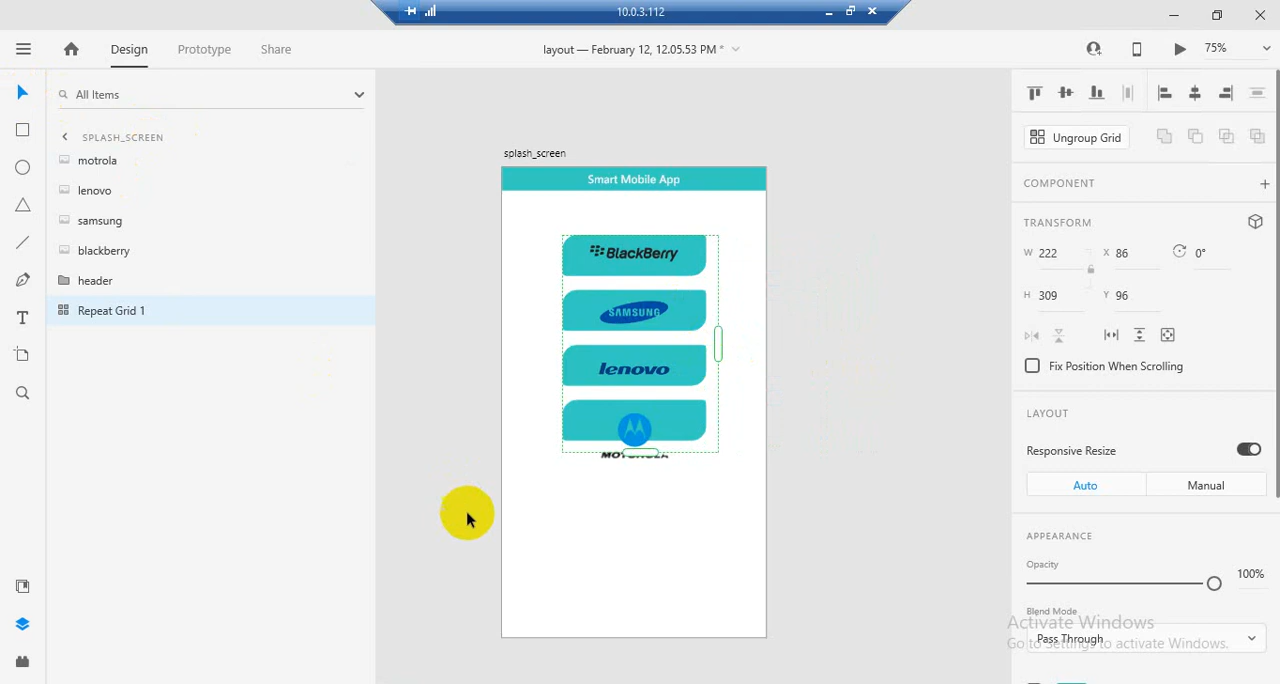 10.0.3.112
Design
Prototype
Share
layout — February 12, 12.05.53 PM *
75%
All Items
SPLASH_SCREEN
motrola
lenovo
samsung
blackberry
header
Repeat Grid 1
splash_screen
Smart Mobile App
BlackBerry
SAMSUNG
lenovo
Ungroup Grid
COMPONENT
TRANSFORM
W 222
X 86
0°
H 309
Y 96
Fix Position When Scrolling
LAYOUT
Responsive Resize
Auto
Manual
APPEARANCE
Opacity
100%
Blend Mode
Pass Through
Activate Windows
Go to Settings to activate Windows.